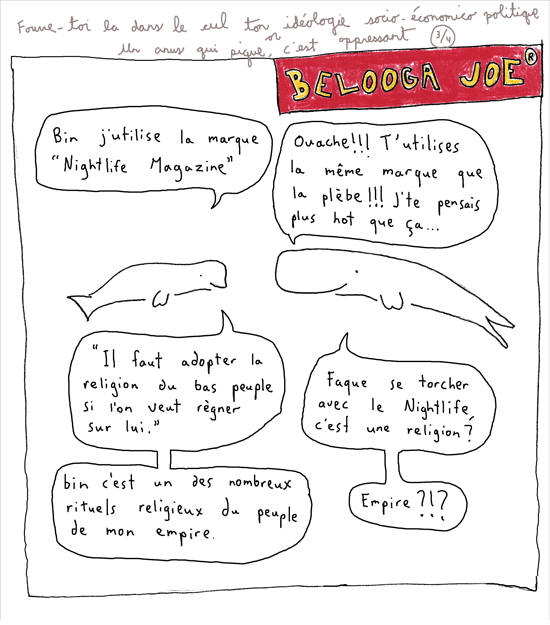 Fourre-toi la dans le cul ton idéologie socio-économico politique
ou
Un anus qui pique, c'est oppressant 3/4
BELOOGA JOE®
Bin j'utilise la marque
"Nightlife Magazine"
Ouache!!! T'utilises
la même marque que
la plèbe!!! J'te pensais
plus hot que ça...
"Il faut adopter la
religion du bas peuple
si l'on veut règner
sur lui."
Faque se torcher
avec le Nightlife,
c'est une religion?
bin c'est un des nombreux
rituels religieux du peuple
de mon empire.
Empire?!?